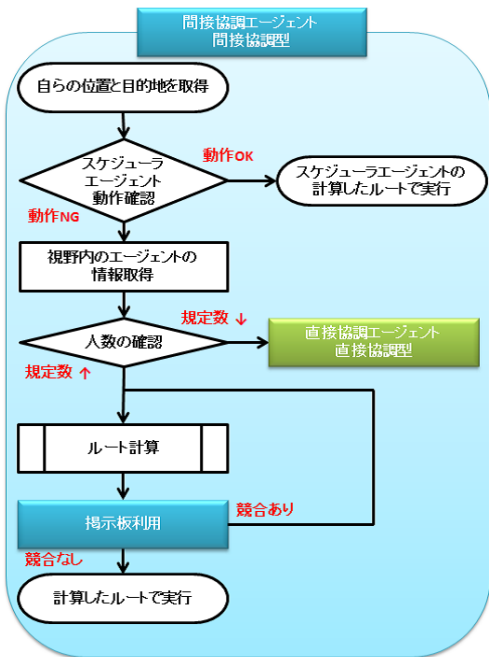 間接協調エージェント
間接協調型
自らの位置と目的地を取得
スケジューラ
エージェント
動作確認
動作OK
スケジューラエージェントの
計算したルートで実行
動作NG
視野内のエージェントの
情報取得
人数の確認
規定数 ↓
直接協調エージェント
直接協調型
規定数 ↑
ルート計算
掲示板利用
競合あり
競合なし
計算したルートで実行